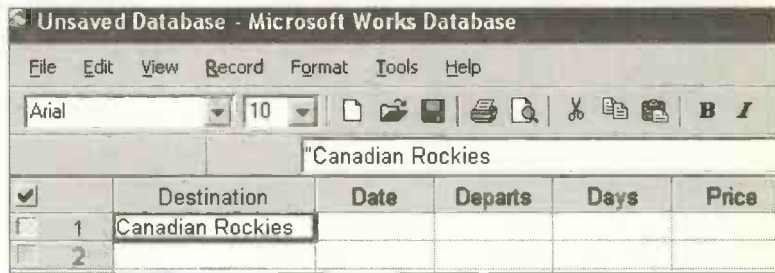 Unsaved Database - Microsoft Works Database
File Edit View Record Format Tools Help
Arial 10 B I
"Canadian Rockies
Destination Date Departs Days Price
1 Canadian Rockies
2